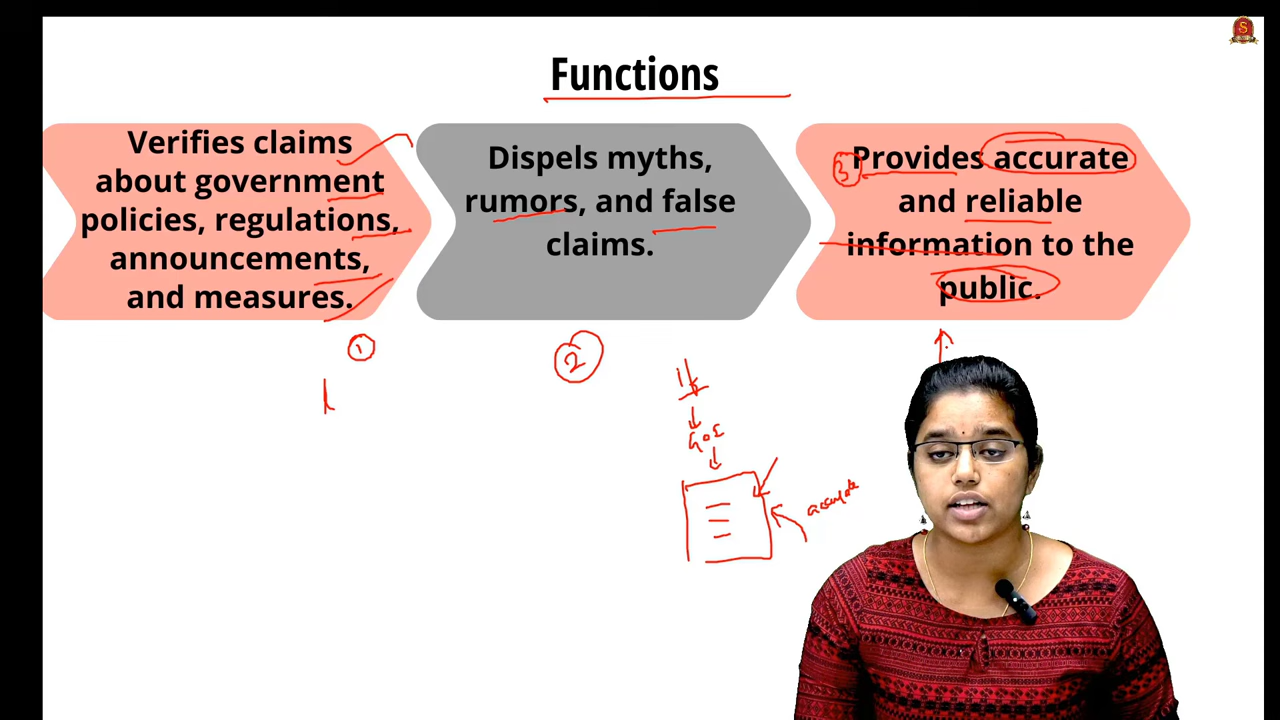 Functions
Verifies claims
about government
policies, regulations,
announcements,
and measures.
Dispels myths,
rumors, and false
claims.
3 Provides accurate
and reliable
information to the
public.
1
2
accurate
S